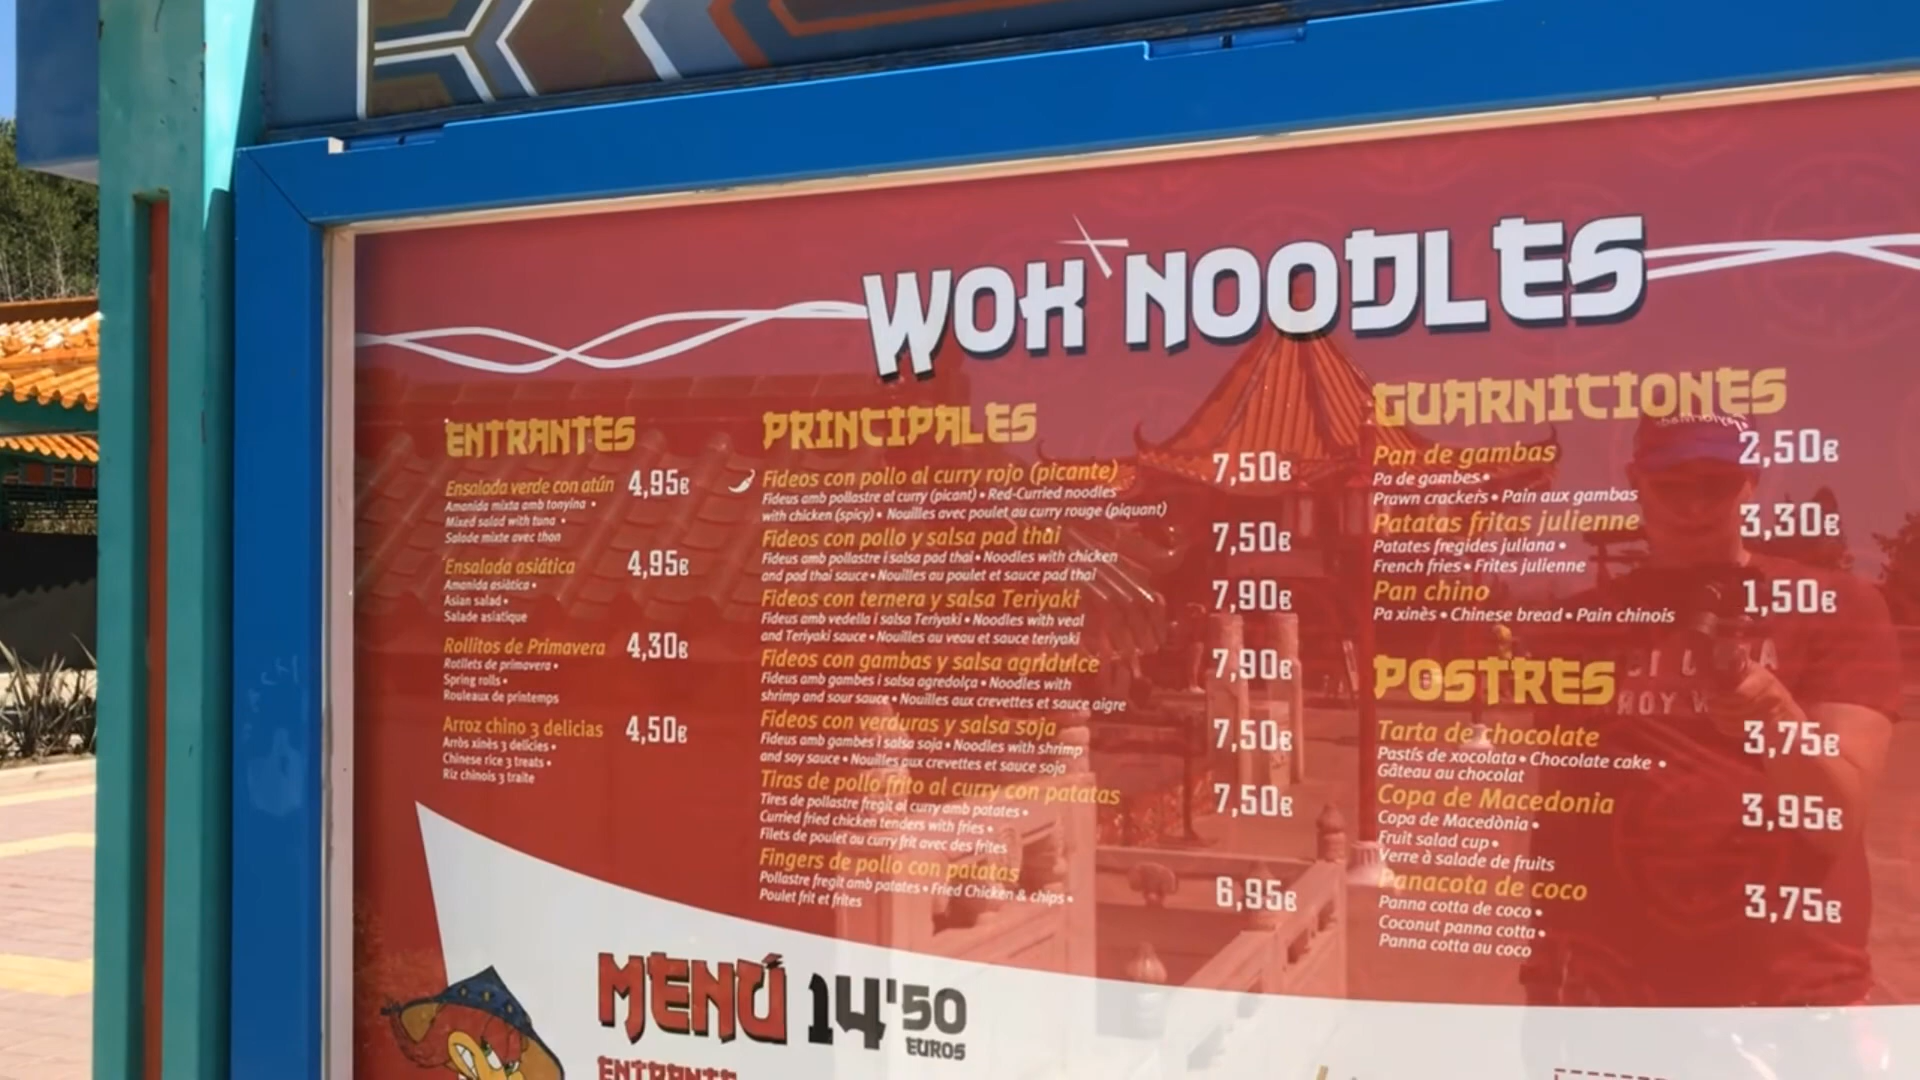 WOK NOODLES
ENTRANTES
Ensalada verde con atún 4,95€
Amanida mixta amb tonyina •
Mixed salad with tuna •
Salade mixte avec thon
Ensalada asiática 4,95€
Amanida asiàtica •
Asian salad •
Salade asiatique
Rollitos de Primavera 4,30€
Rotllets de primavera •
Spring rolls •
Rouleaux de printemps
Arroz chino 3 delicias 4,50€
Arròs xinès 3 delícies •
Chinese rice 3 treats •
Riz chinois 3 traite
PRINCIPALES
Fideos con pollo al curry rojo (picante) 7,50€
Fideus amb pollastre al curry (picant) • Red-Curried noodles
with chicken (spicy) • Nouilles avec poulet au curry rouge (piquant)
Fideos con pollo y salsa pad thai 7,50€
Fideus amb pollastre i salsa pad thai • Noodles with chicken
and pad thai sauce • Nouilles au poulet et sauce pad thai
Fideos con ternera y salsa Teriyaki 7,90€
Fideus amb vedella i salsa Teriyaki • Noodles with veal
and Teriyaki sauce • Nouilles au veau et sauce teriyaki
Fideos con gambas y salsa agridulce 7,90€
Fideus amb gambes i salsa agredolça • Noodles with
shrimp and sour sauce • Nouilles aux crevettes et sauce aigre
Fideos con verduras y salsa soja 7,50€
Fideus amb gambes i salsa soja • Noodles with shrimp
and soy sauce • Nouilles aux crevettes et sauce soja
Tiras de pollo frito al curry con patatas 7,50€
Tires de pollastre fregit al curry amb patates •
Curried fried chicken tenders with fries •
Filets de poulet au curry frit avec des frites
Fingers de pollo con patatas 6,95€
Pollastre fregit amb patates • Fried Chicken & chips •
Poulet frit et frites
GUARNICIONES
Pan de gambas 2,50€
Pa de gambes •
Prawn crackers • Pain aux gambas
Patatas fritas julienne 3,30€
Patates fregides juliana •
French fries • Frites julienne
Pan chino 1,50€
Pa xinès • Chinese bread • Pain chinois
POSTRES
Tarta de chocolate 3,75€
Pastís de xocolata • Chocolate cake •
Gâteau au chocolat
Copa de Macedonia 3,95€
Copa de Macedònia •
Fruit salad cup •
Verre à salade de fruits
Panacota de coco 3,75€
Panna cotta de coco •
Coconut panna cotta •
Panna cotta au coco
MENÚ 14'50
EUROS
ENTRANTE